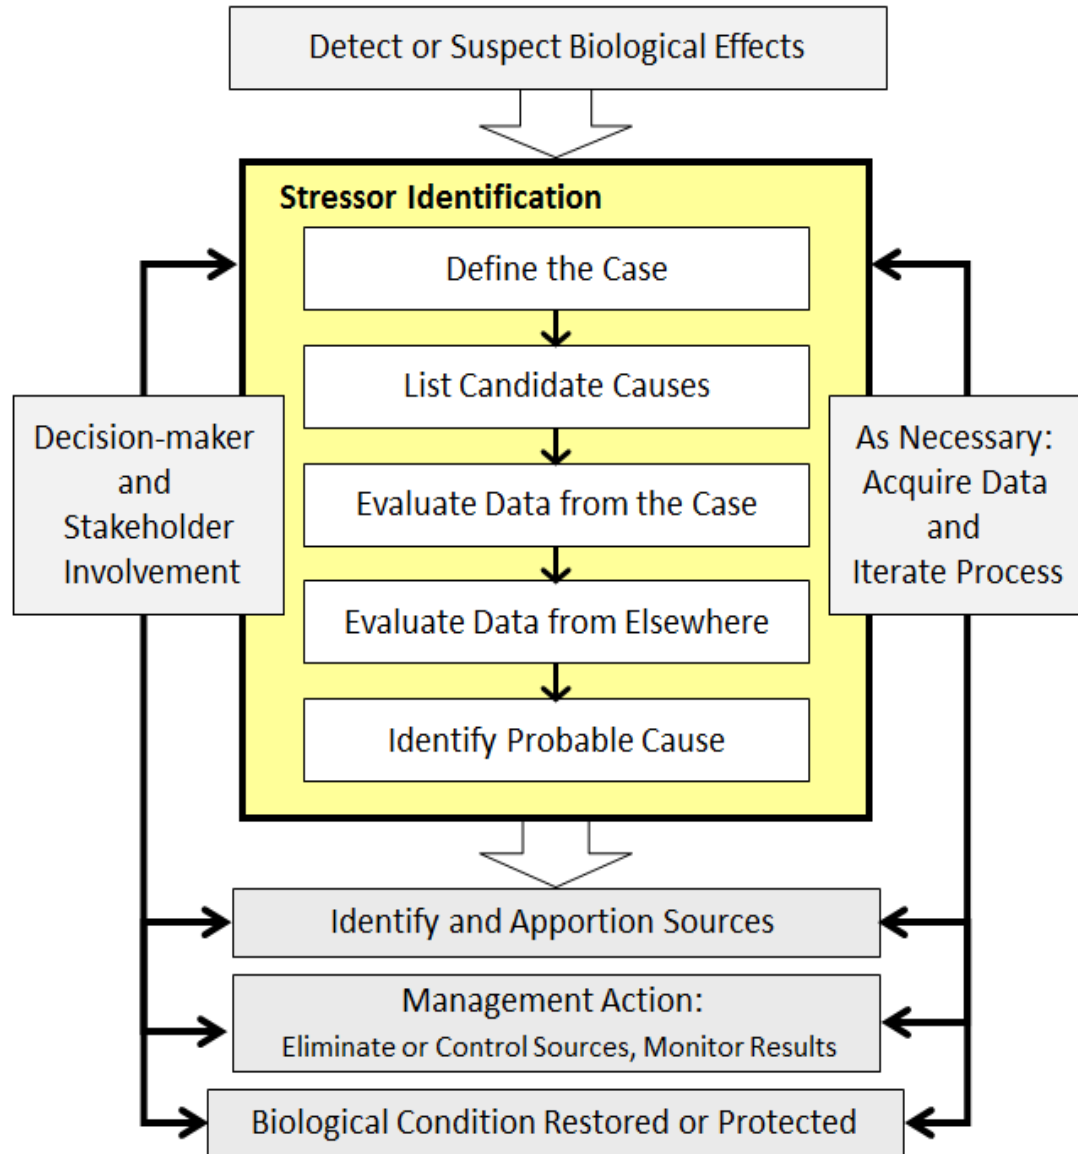 Detect or Suspect Biological Effects
Stressor Identification
Define the Case
List Candidate Causes
Evaluate Data from the Case
Evaluate Data from Elsewhere
Identify Probable Cause
Decision-maker
and
Stakeholder
Involvement
As Necessary:
Acquire Data
and
Iterate Process
Identify and Apportion Sources
Management Action:
Eliminate or Control Sources, Monitor Results
Biological Condition Restored or Protected